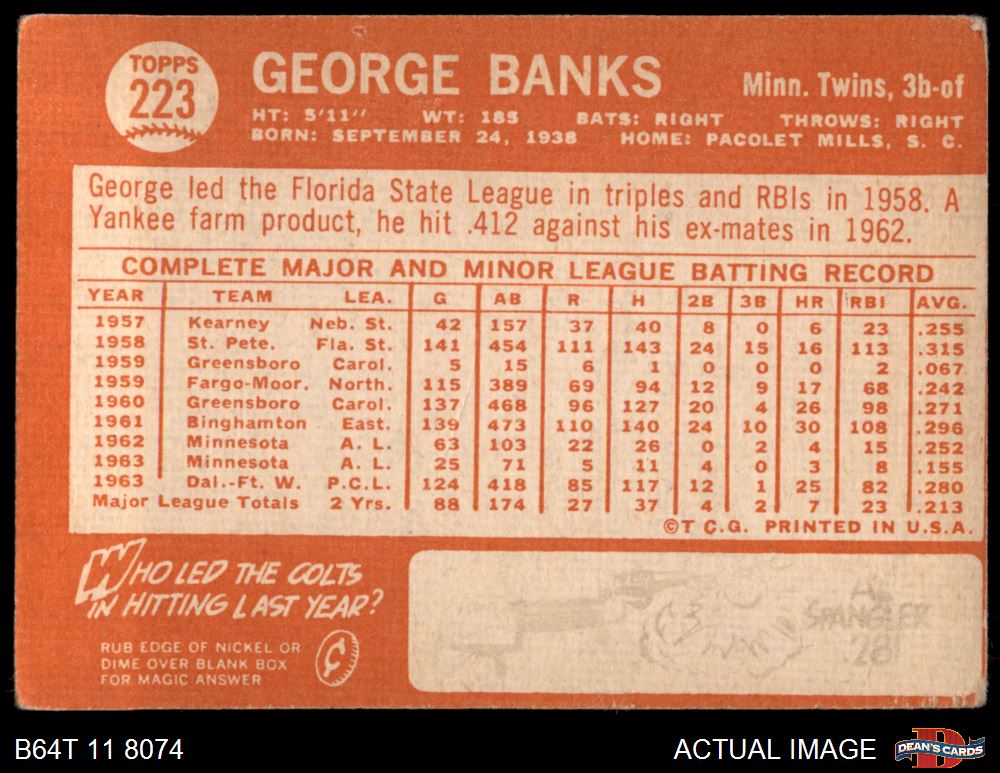 TOPPS
223
GEORGE BANKS
Minn. Twins, 3b-of
HT: 5'11" WT: 185 BATS: RIGHT THROWS: RIGHT
BORN: SEPTEMBER 24, 1938 HOME: PACOLET MILLS, S. C.
George led the Florida State League in triples and RBIs in 1958. A
Yankee farm product, he hit .412 against his ex-mates in 1962.
COMPLETE MAJOR AND MINOR LEAGUE BATTING RECORD
YEAR TEAM LEA. G AB R H 2B 3B HR RBI AVG.
1957 Kearney Neb. St. 42 157 37 40 8 0 6 23 .255
1958 St. Pete. Fla. St. 141 454 111 143 24 15 16 113 .315
1959 Greensboro Carol. 5 15 6 1 0 0 0 2 .067
1959 Fargo-Moor. North. 115 389 69 94 12 9 17 68 .242
1960 Greensboro Carol. 137 468 96 127 20 4 26 98 .271
1961 Binghamton East. 139 473 110 140 24 10 30 108 .296
1962 Minnesota A. L. 63 103 22 26 0 2 4 15 .252
1963 Minnesota A. L. 25 71 5 11 4 0 3 8 .155
1963 Dal.-Ft. W. P.C.L. 124 418 85 117 12 1 25 82 .280
Major League Totals 2 Yrs. 88 174 27 37 4 2 7 23 .213
©T.C.G. PRINTED IN U.S.A.
WHO LED THE COLTS
IN HITTING LAST YEAR?
RUB EDGE OF NICKEL OR
DIME OVER BLANK BOX
FOR MAGIC ANSWER
¢
AL
SPANGLER
.281
B64T 11 8074
ACTUAL IMAGE
D
DEAN'S CARDS